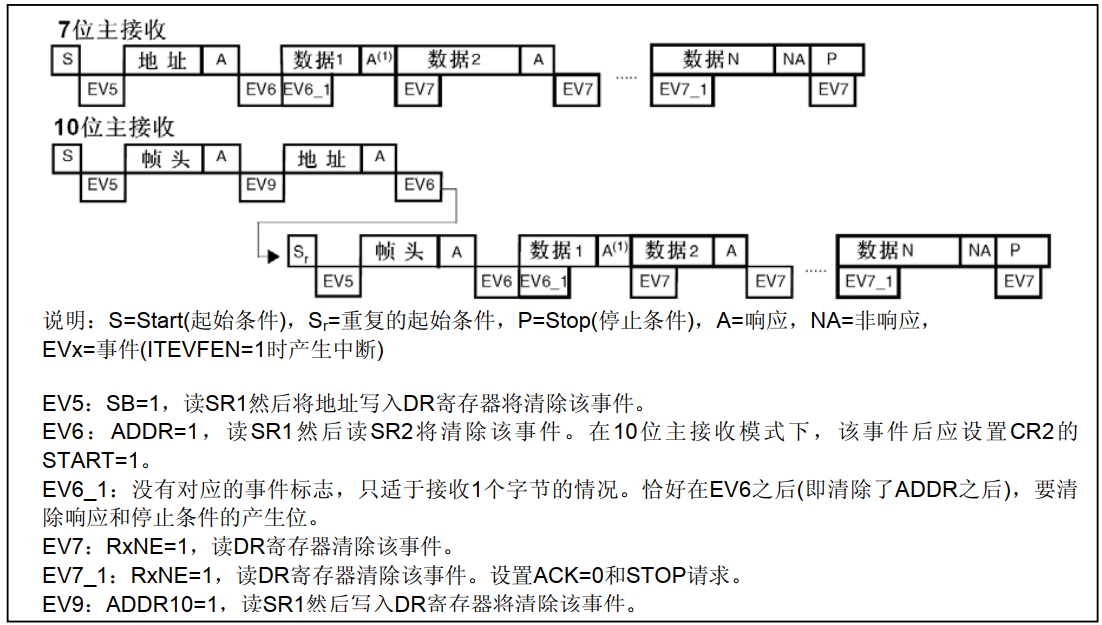 7位主接收
S 地 址 A 数据1 A(1) 数据2 A 数据N NA P
EV5 EV6 EV6_1 EV7 EV7 ..... EV7_1 EV7
10位主接收
S 帧 头 A 地 址 A
EV5 EV9 EV6
Sr 帧 头 A 数据1 A(1) 数据2 A 数据N NA P
EV5 EV6 EV6_1 EV7 EV7 ..... EV7_1 EV7
说明：S=Start(起始条件)，Sr=重复的起始条件，P=Stop(停止条件)，A=响应，NA=非响应，
EVx=事件(ITEVFEN=1时产生中断)
EV5：SB=1，读SR1然后将地址写入DR寄存器将清除该事件。
EV6：ADDR=1，读SR1然后读SR2将清除该事件。在10位主接收模式下，该事件后应设置CR2的
START=1。
EV6_1：没有对应的事件标志，只适于接收1个字节的情况。恰好在EV6之后(即清除了ADDR之后)，要清
除响应和停止条件的产生位。
EV7：RxNE=1，读DR寄存器清除该事件。
EV7_1：RxNE=1，读DR寄存器清除该事件。设置ACK=0和STOP请求。
EV9：ADDR10=1，读SR1然后写入DR寄存器将清除该事件。